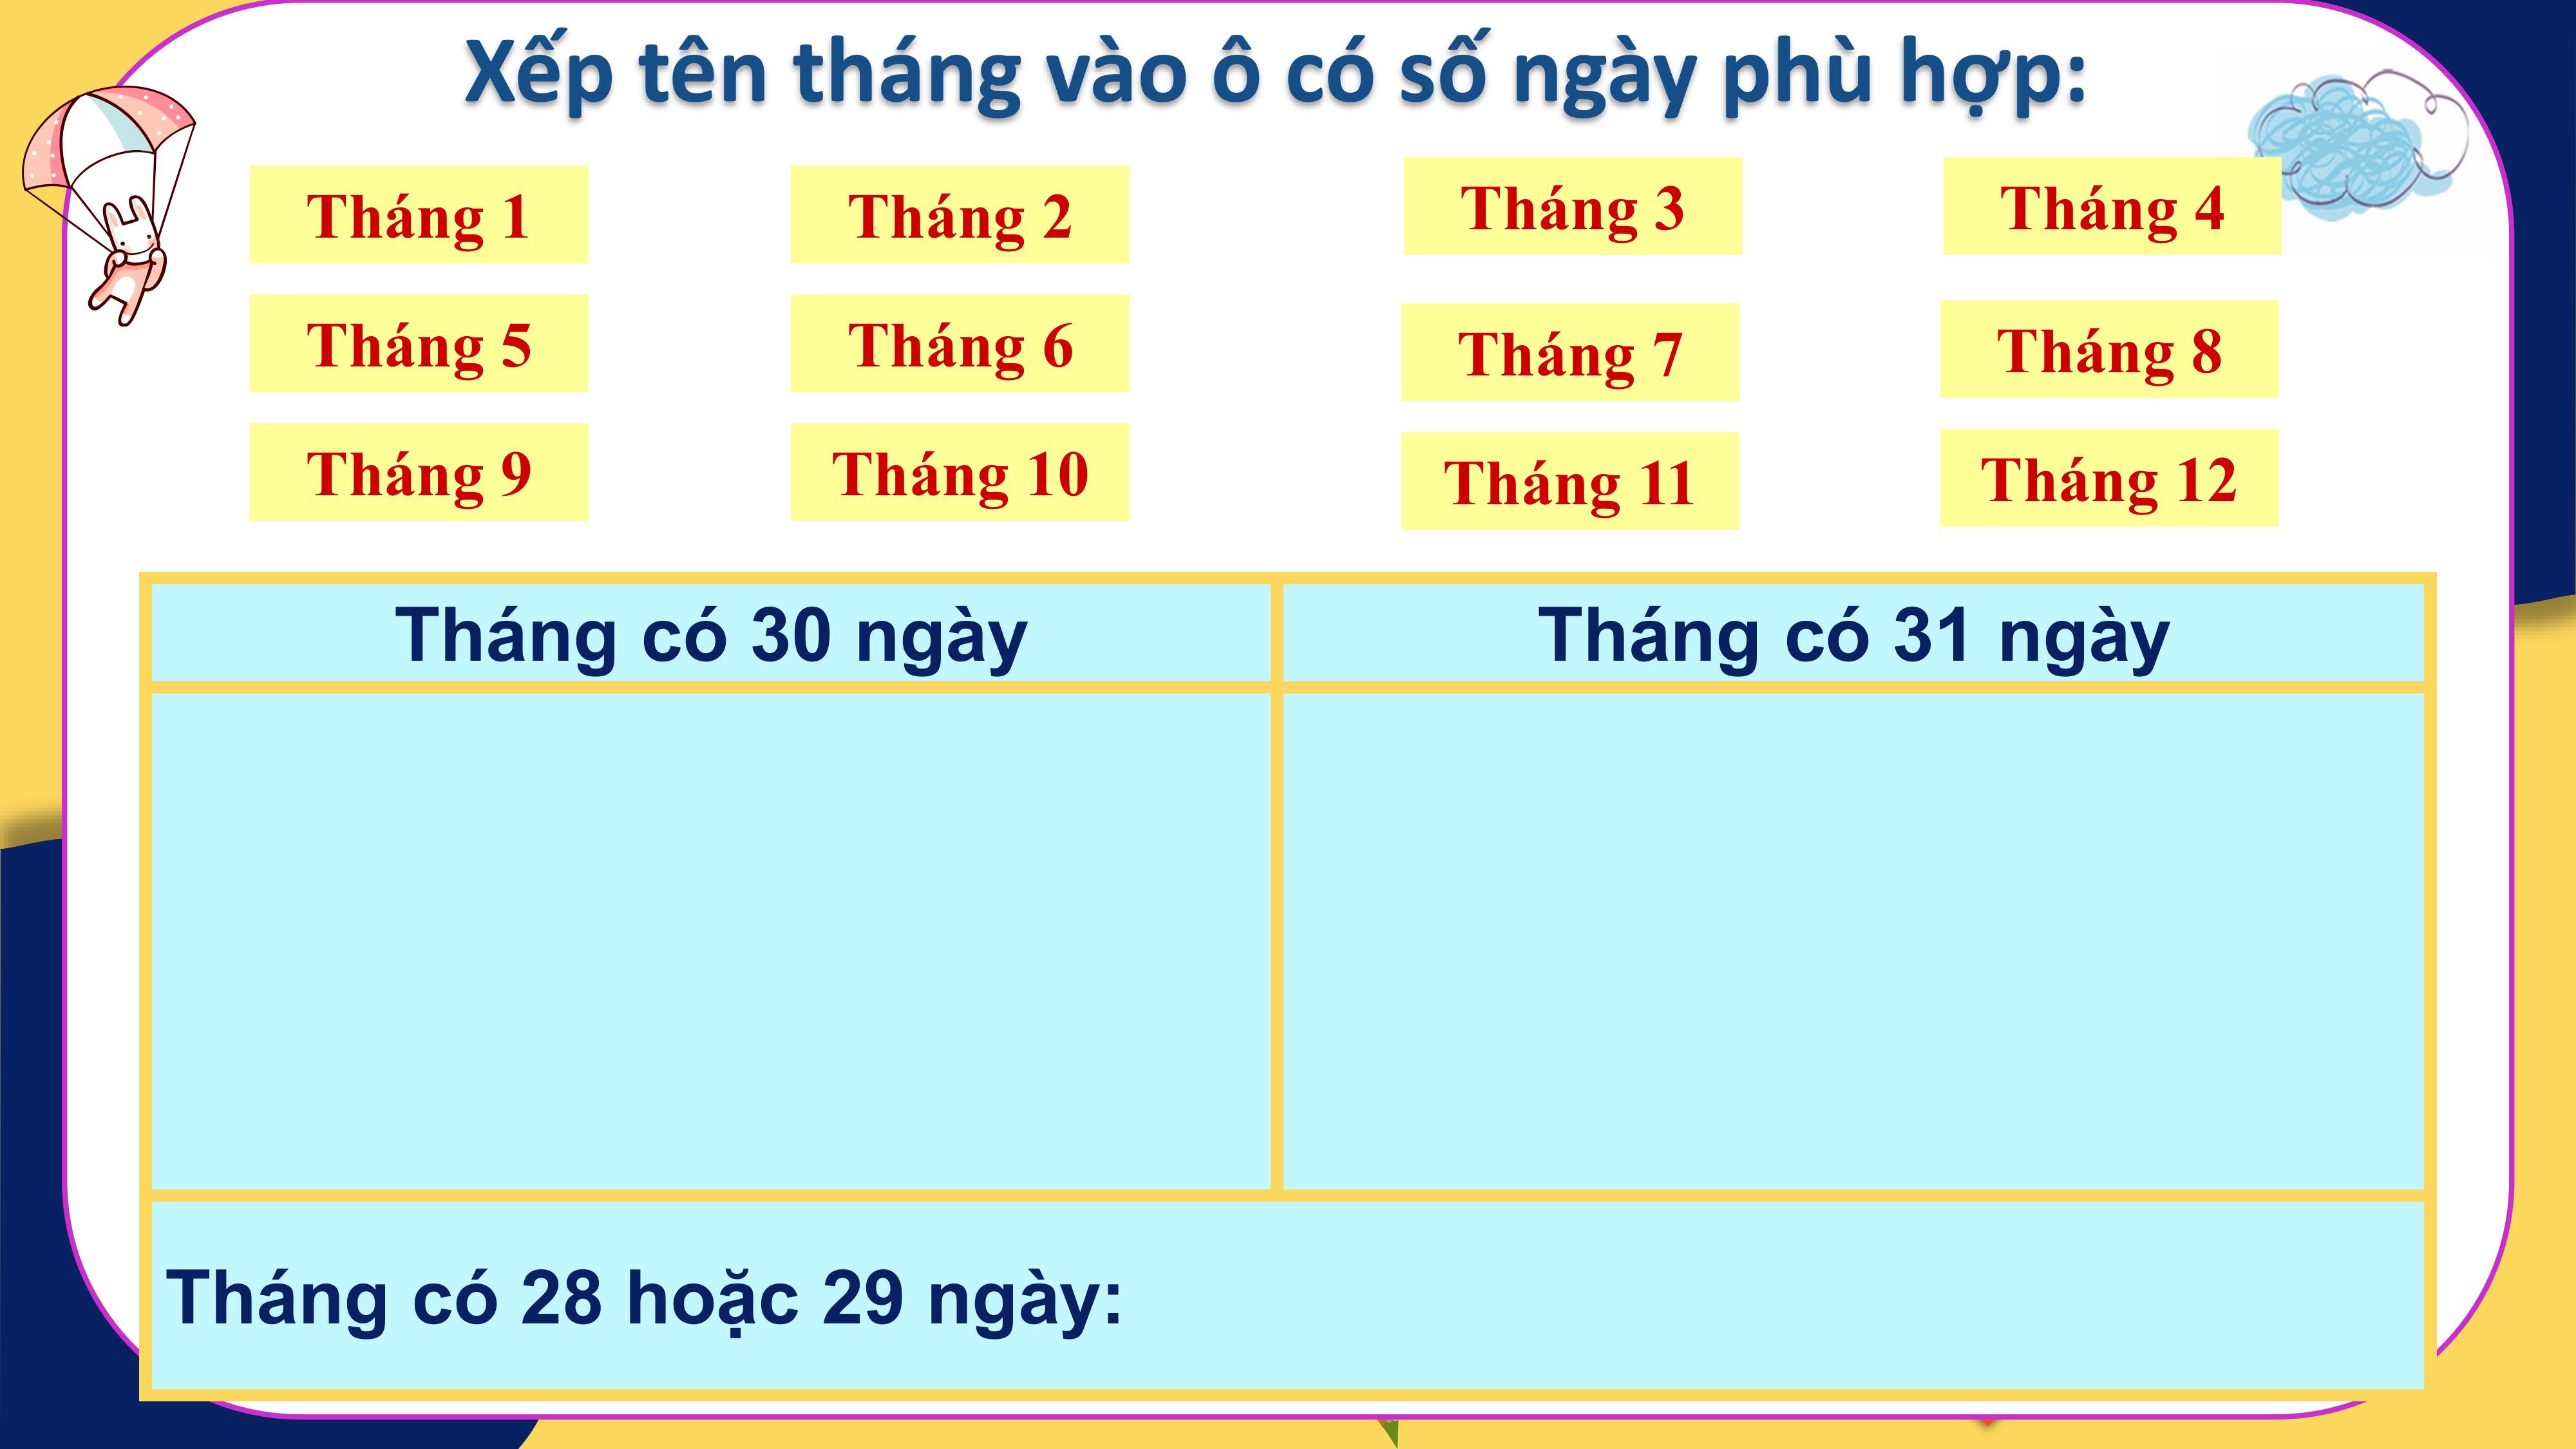 Xếp tên tháng vào ô có số ngày phù hợp:
Tháng 1
Tháng 2
Tháng 3
Tháng 4
Tháng 5
Tháng 6
Tháng 7
Tháng 8
Tháng 9
Tháng 10
Tháng 11
Tháng 12
Tháng có 30 ngày
Tháng có 31 ngày
Tháng có 28 hoặc 29 ngày: